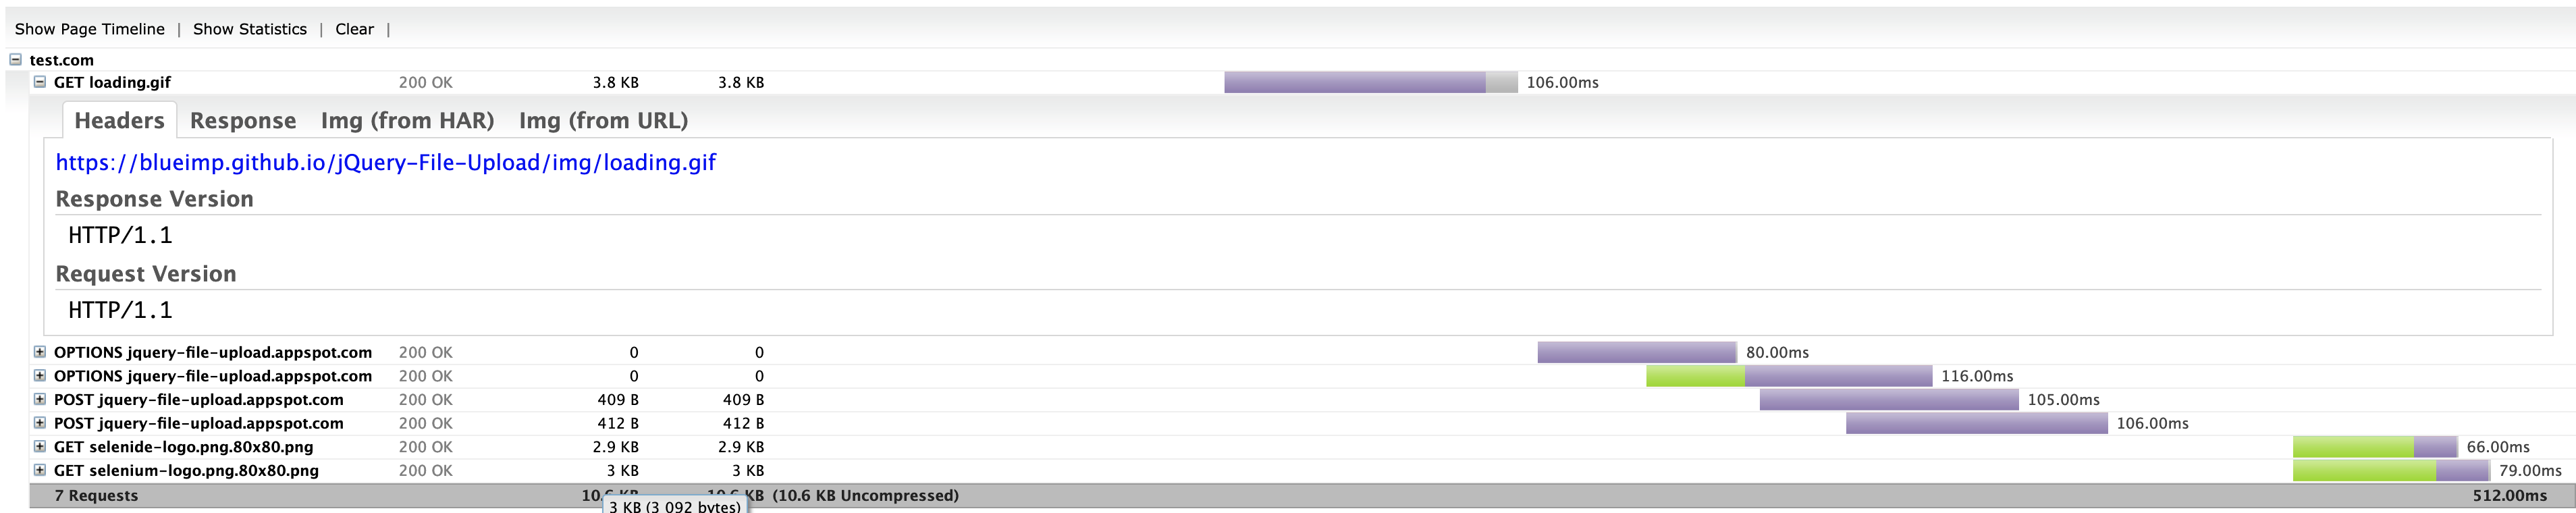 Show Page Timeline | Show Statistics | Clear |
test.com
GET loading.gif 200 OK 3.8 KB 3.8 KB 106.00ms
Headers Response Img (from HAR) Img (from URL)
https://blueimp.github.io/jQuery-File-Upload/img/loading.gif
Response Version
HTTP/1.1
Request Version
HTTP/1.1
OPTIONS jquery-file-upload.appspot.com 200 OK 0 0 80.00ms
OPTIONS jquery-file-upload.appspot.com 200 OK 0 0 116.00ms
POST jquery-file-upload.appspot.com 200 OK 409 B 409 B 105.00ms
POST jquery-file-upload.appspot.com 200 OK 412 B 412 B 106.00ms
GET selenide-logo.png.80x80.png 200 OK 2.9 KB 2.9 KB 66.00ms
GET selenium-logo.png.80x80.png 200 OK 3 KB 3 KB 79.00ms
7 Requests 10.6 KB 10.6 KB (10.6 KB Uncompressed) 512.00ms
3 KB (3 092 bytes)